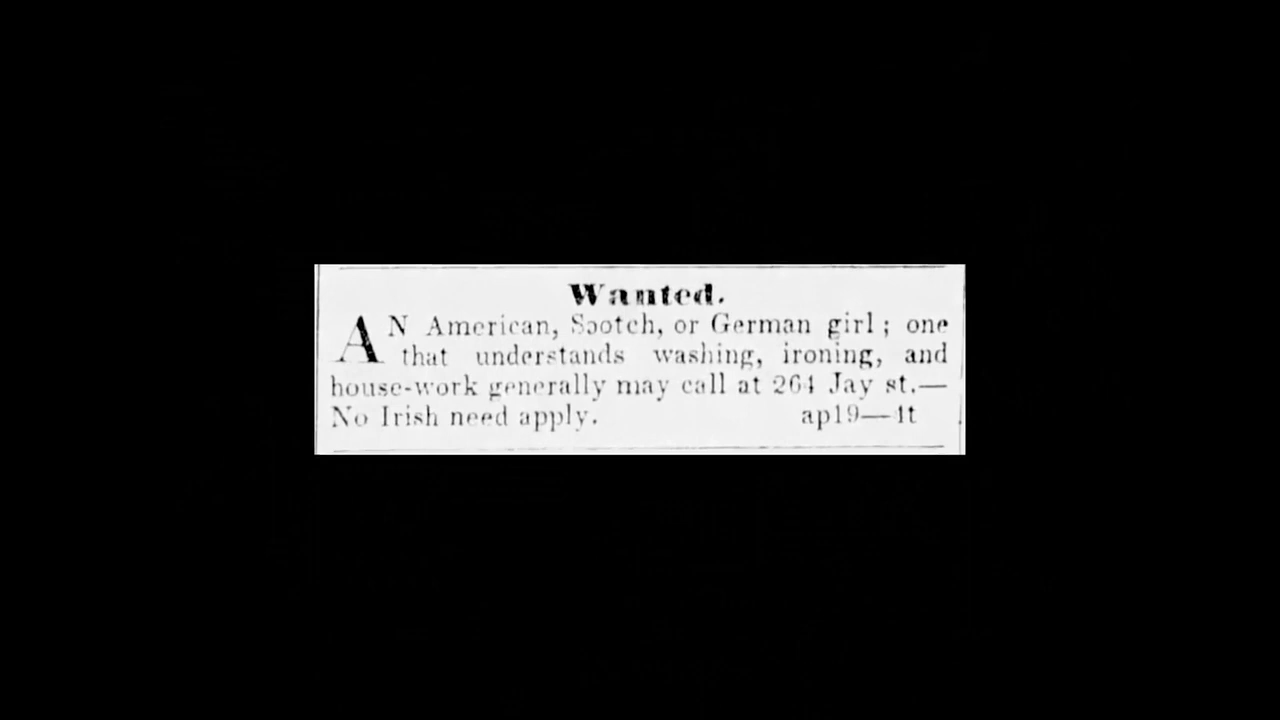 Wanted.
AN American, Scotch, or German girl; one
that understands washing, ironing, and
house-work generally may call at 264 Jay st.—
No Irish need apply. ap19—4t